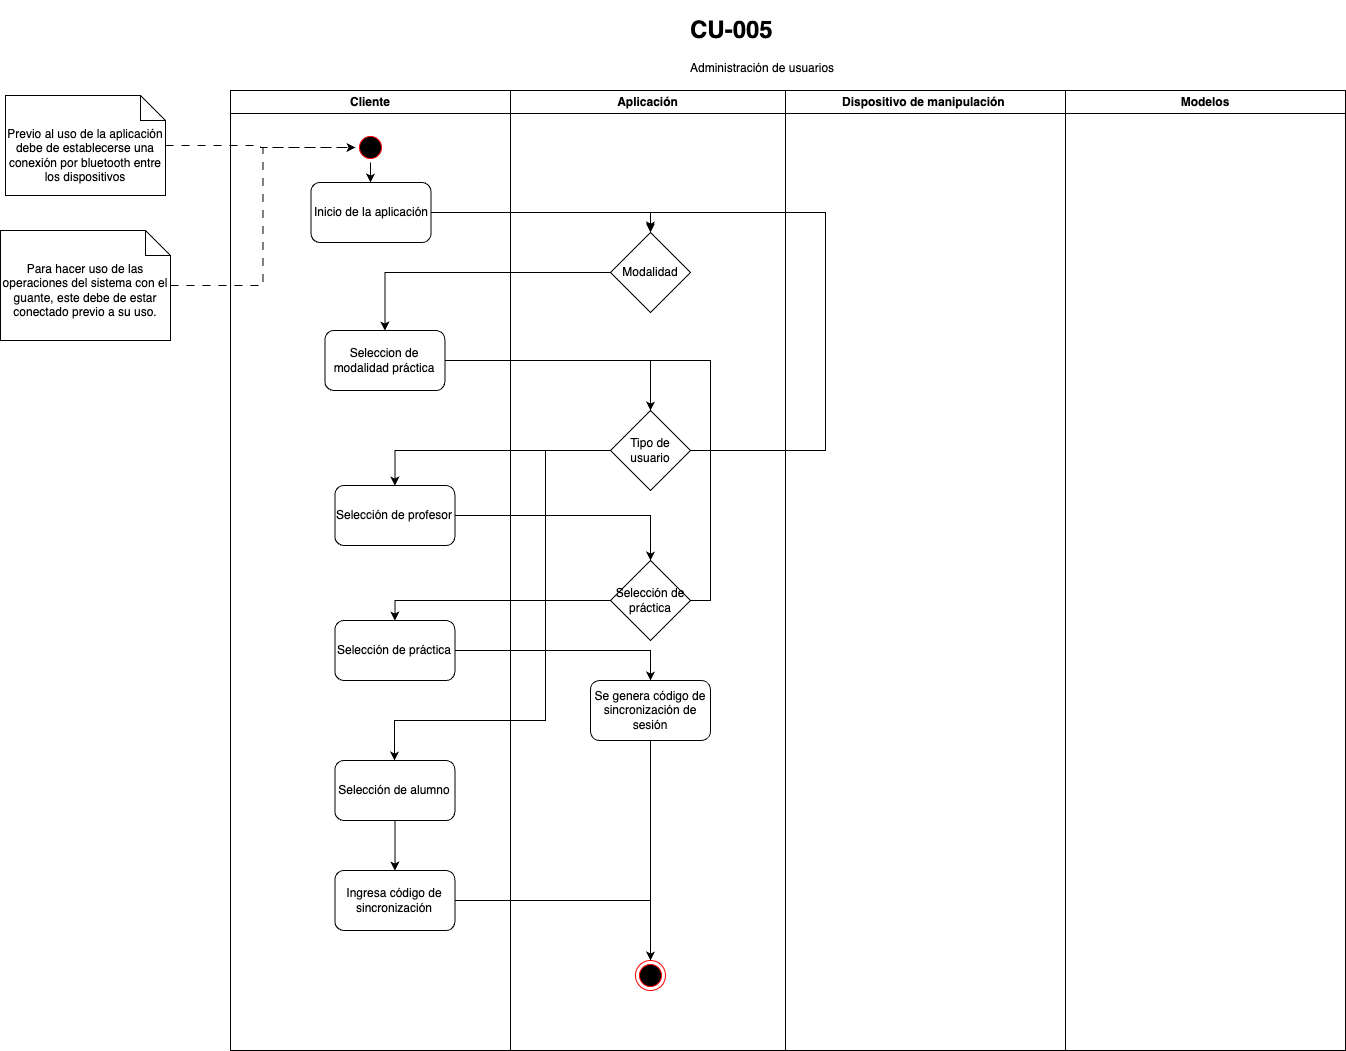 CU-005
Administración de usuarios
Cliente
Aplicación
Dispositivo de manipulación
Modelos
Previo al uso de la aplicación
debe de establecerse una
conexión por bluetooth entre
los dispositivos
Inicio de la aplicación
Para hacer uso de las
operaciones del sistema con el
guante, este debe de estar
conectado previo a su uso.
Modalidad
Seleccion de
modalidad práctica
Tipo de
usuario
Selección de profesor
Selección de
práctica
Selección de práctica
Se genera código de
sincronización de
sesión
Selección de alumno
Ingresa código de
sincronización